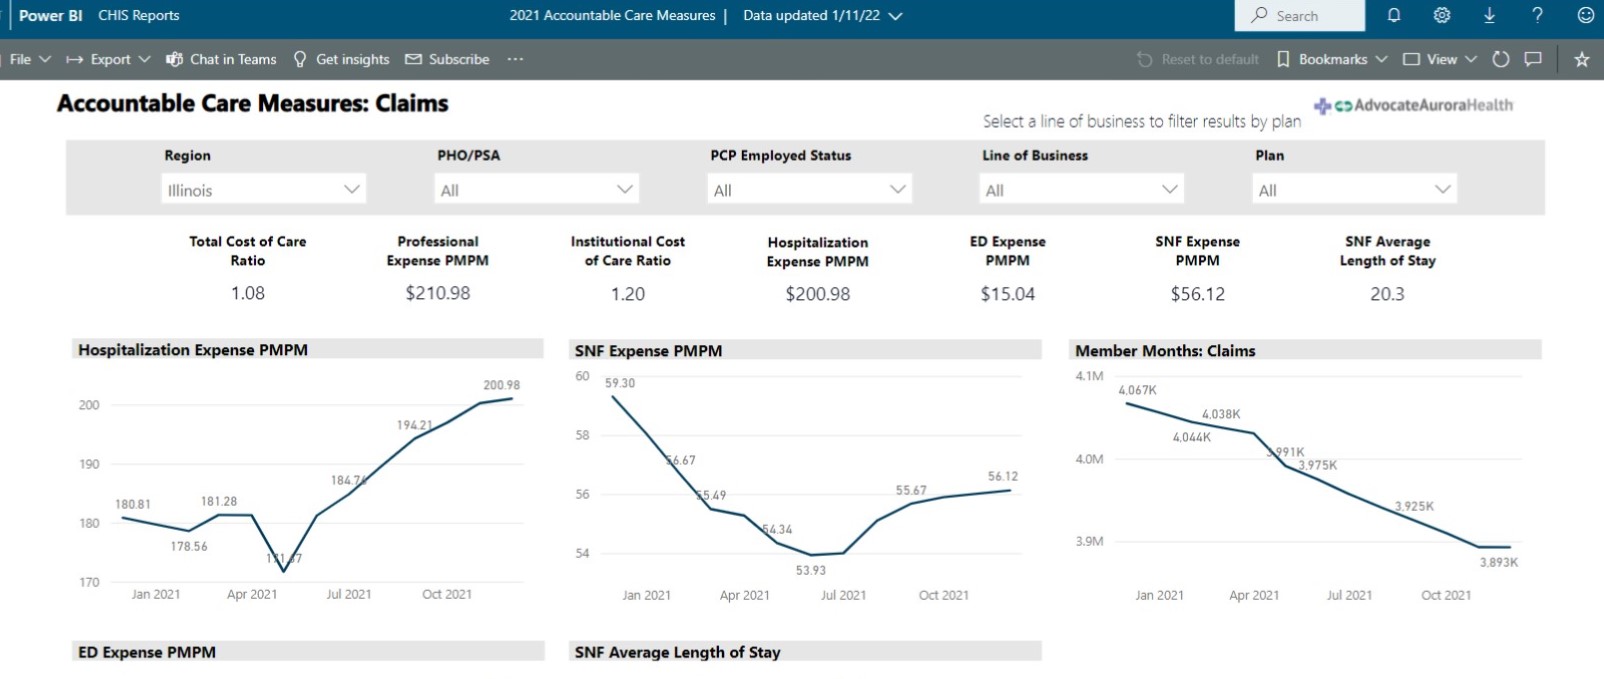 Power BI CHIS Reports 2021 Accountable Care Measures | Data updated 1/11/22 Search
File Export Chat in Teams Get insights Subscribe ... Reset to default Bookmarks View
Accountable Care Measures: Claims
AdvocateAuroraHealth
Select a line of business to filter results by plan
Region PHO/PSA PCP Employed Status Line of Business Plan
Illinois All All All All
Total Cost of Care Ratio
1.08
Professional Expense PMPM
$210.98
Institutional Cost of Care Ratio
1.20
Hospitalization Expense PMPM
$200.98
ED Expense PMPM
$15.04
SNF Expense PMPM
$56.12
SNF Average Length of Stay
20.3
Hospitalization Expense PMPM
200.98
200
194.21
190
184.76
180.81
181.28
180
178.56
170
Jan 2021 Apr 2021 Jul 2021 Oct 2021
SNF Expense PMPM
60
59.30
58
56.67
56.12
56
55.49
55.67
54.34
54
53.93
Jan 2021 Apr 2021 Jul 2021 Oct 2021
Member Months: Claims
4.1M
4,067K
4,038K
4,044K
3,991K
4.0M
3,975K
3,925K
3.9M
3,893K
Jan 2021 Apr 2021 Jul 2021 Oct 2021
ED Expense PMPM
SNF Average Length of Stay